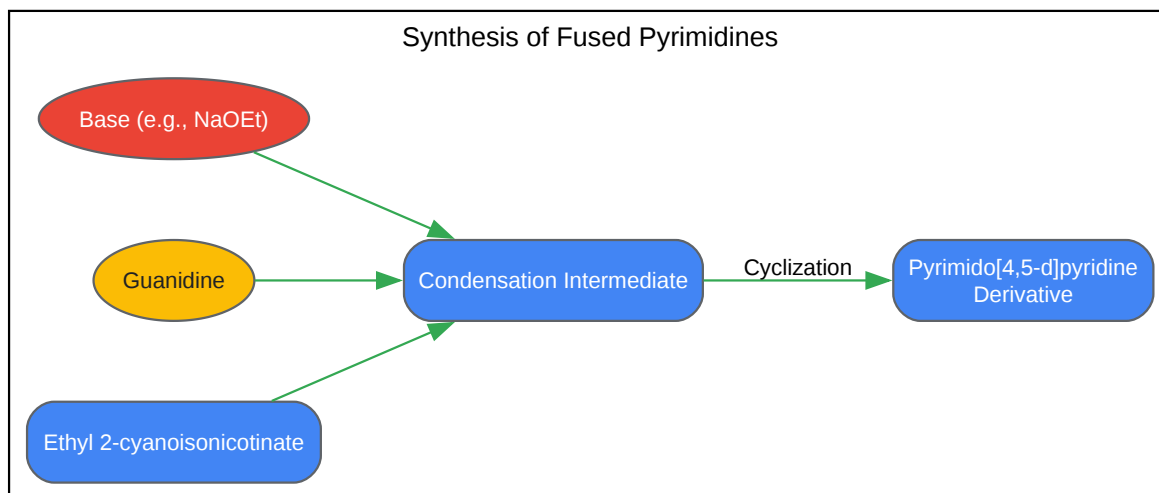 Synthesis of Fused Pyrimidines
Base (e.g., NaOEt)
Guanidine
Ethyl 2-cyanoisonicotinate
Condensation Intermediate
Cyclization
Pyrimido[4,5-d]pyridine
Derivative